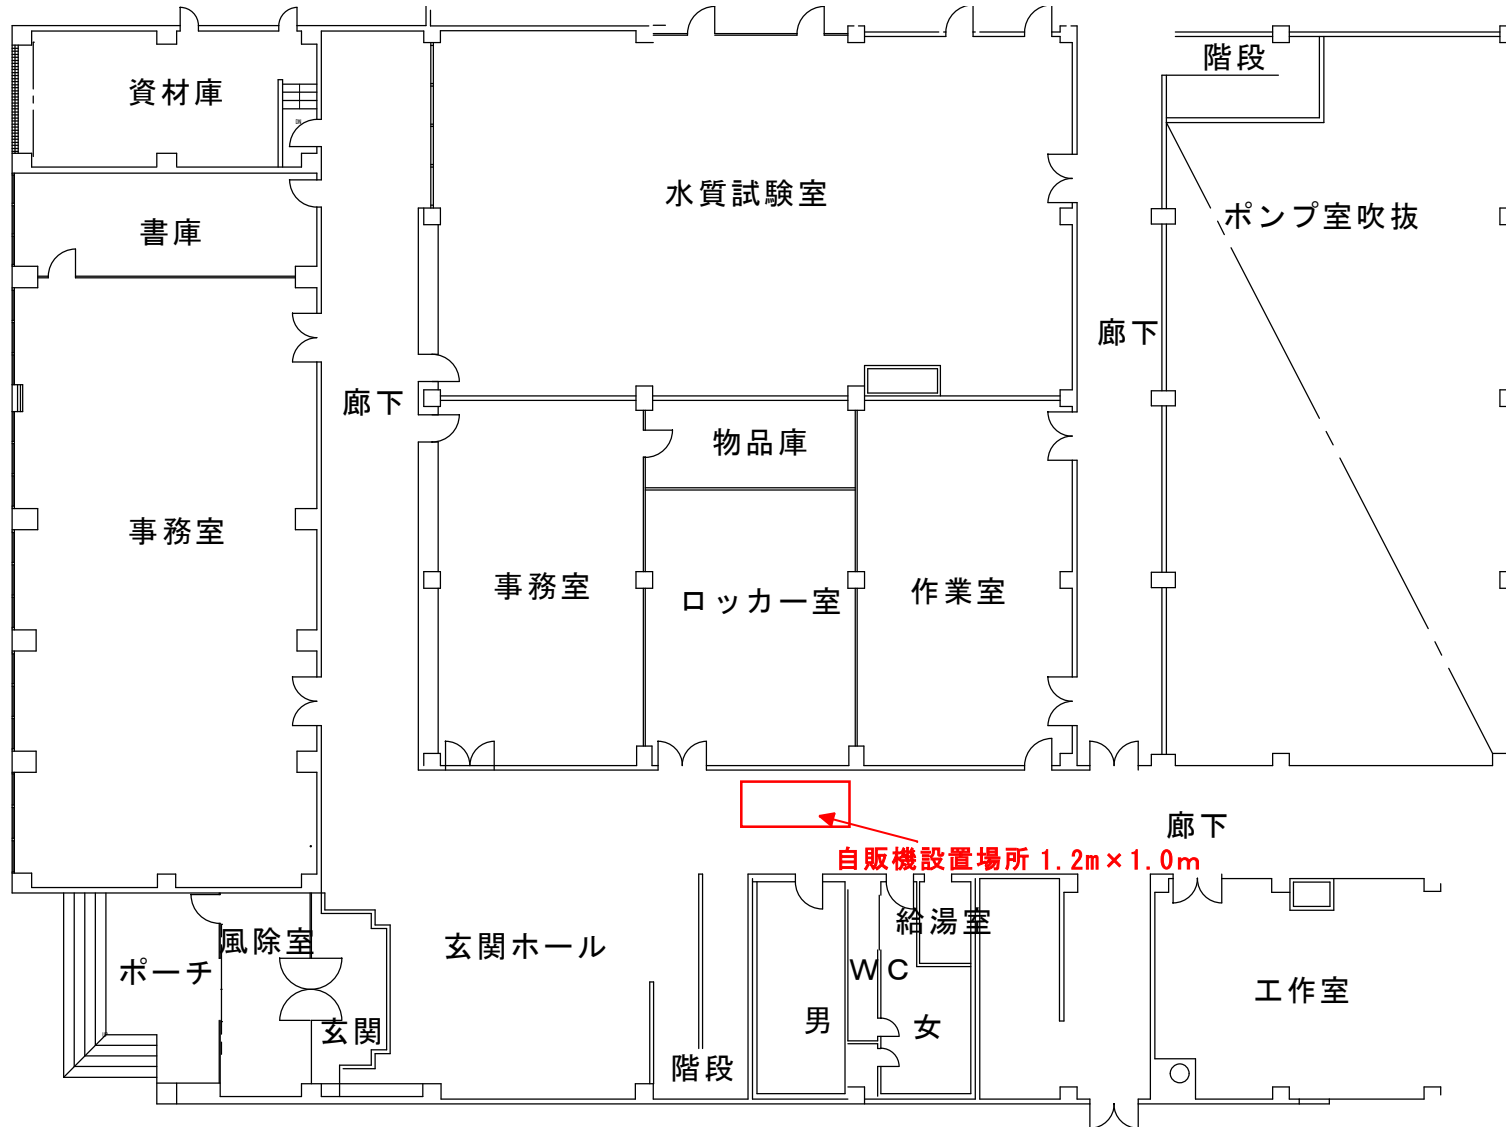 階段
資材庫
水質試験室
ポンプ室吹抜
書庫
廊下
廊下
物品庫
事務室
事務室
ロッカー室
作業室
廊下
自販機設置場所 1.2m×1.0m
給湯室
風除室
玄関ホール
ポーチ
WC
工作室
玄関
男
女
階段